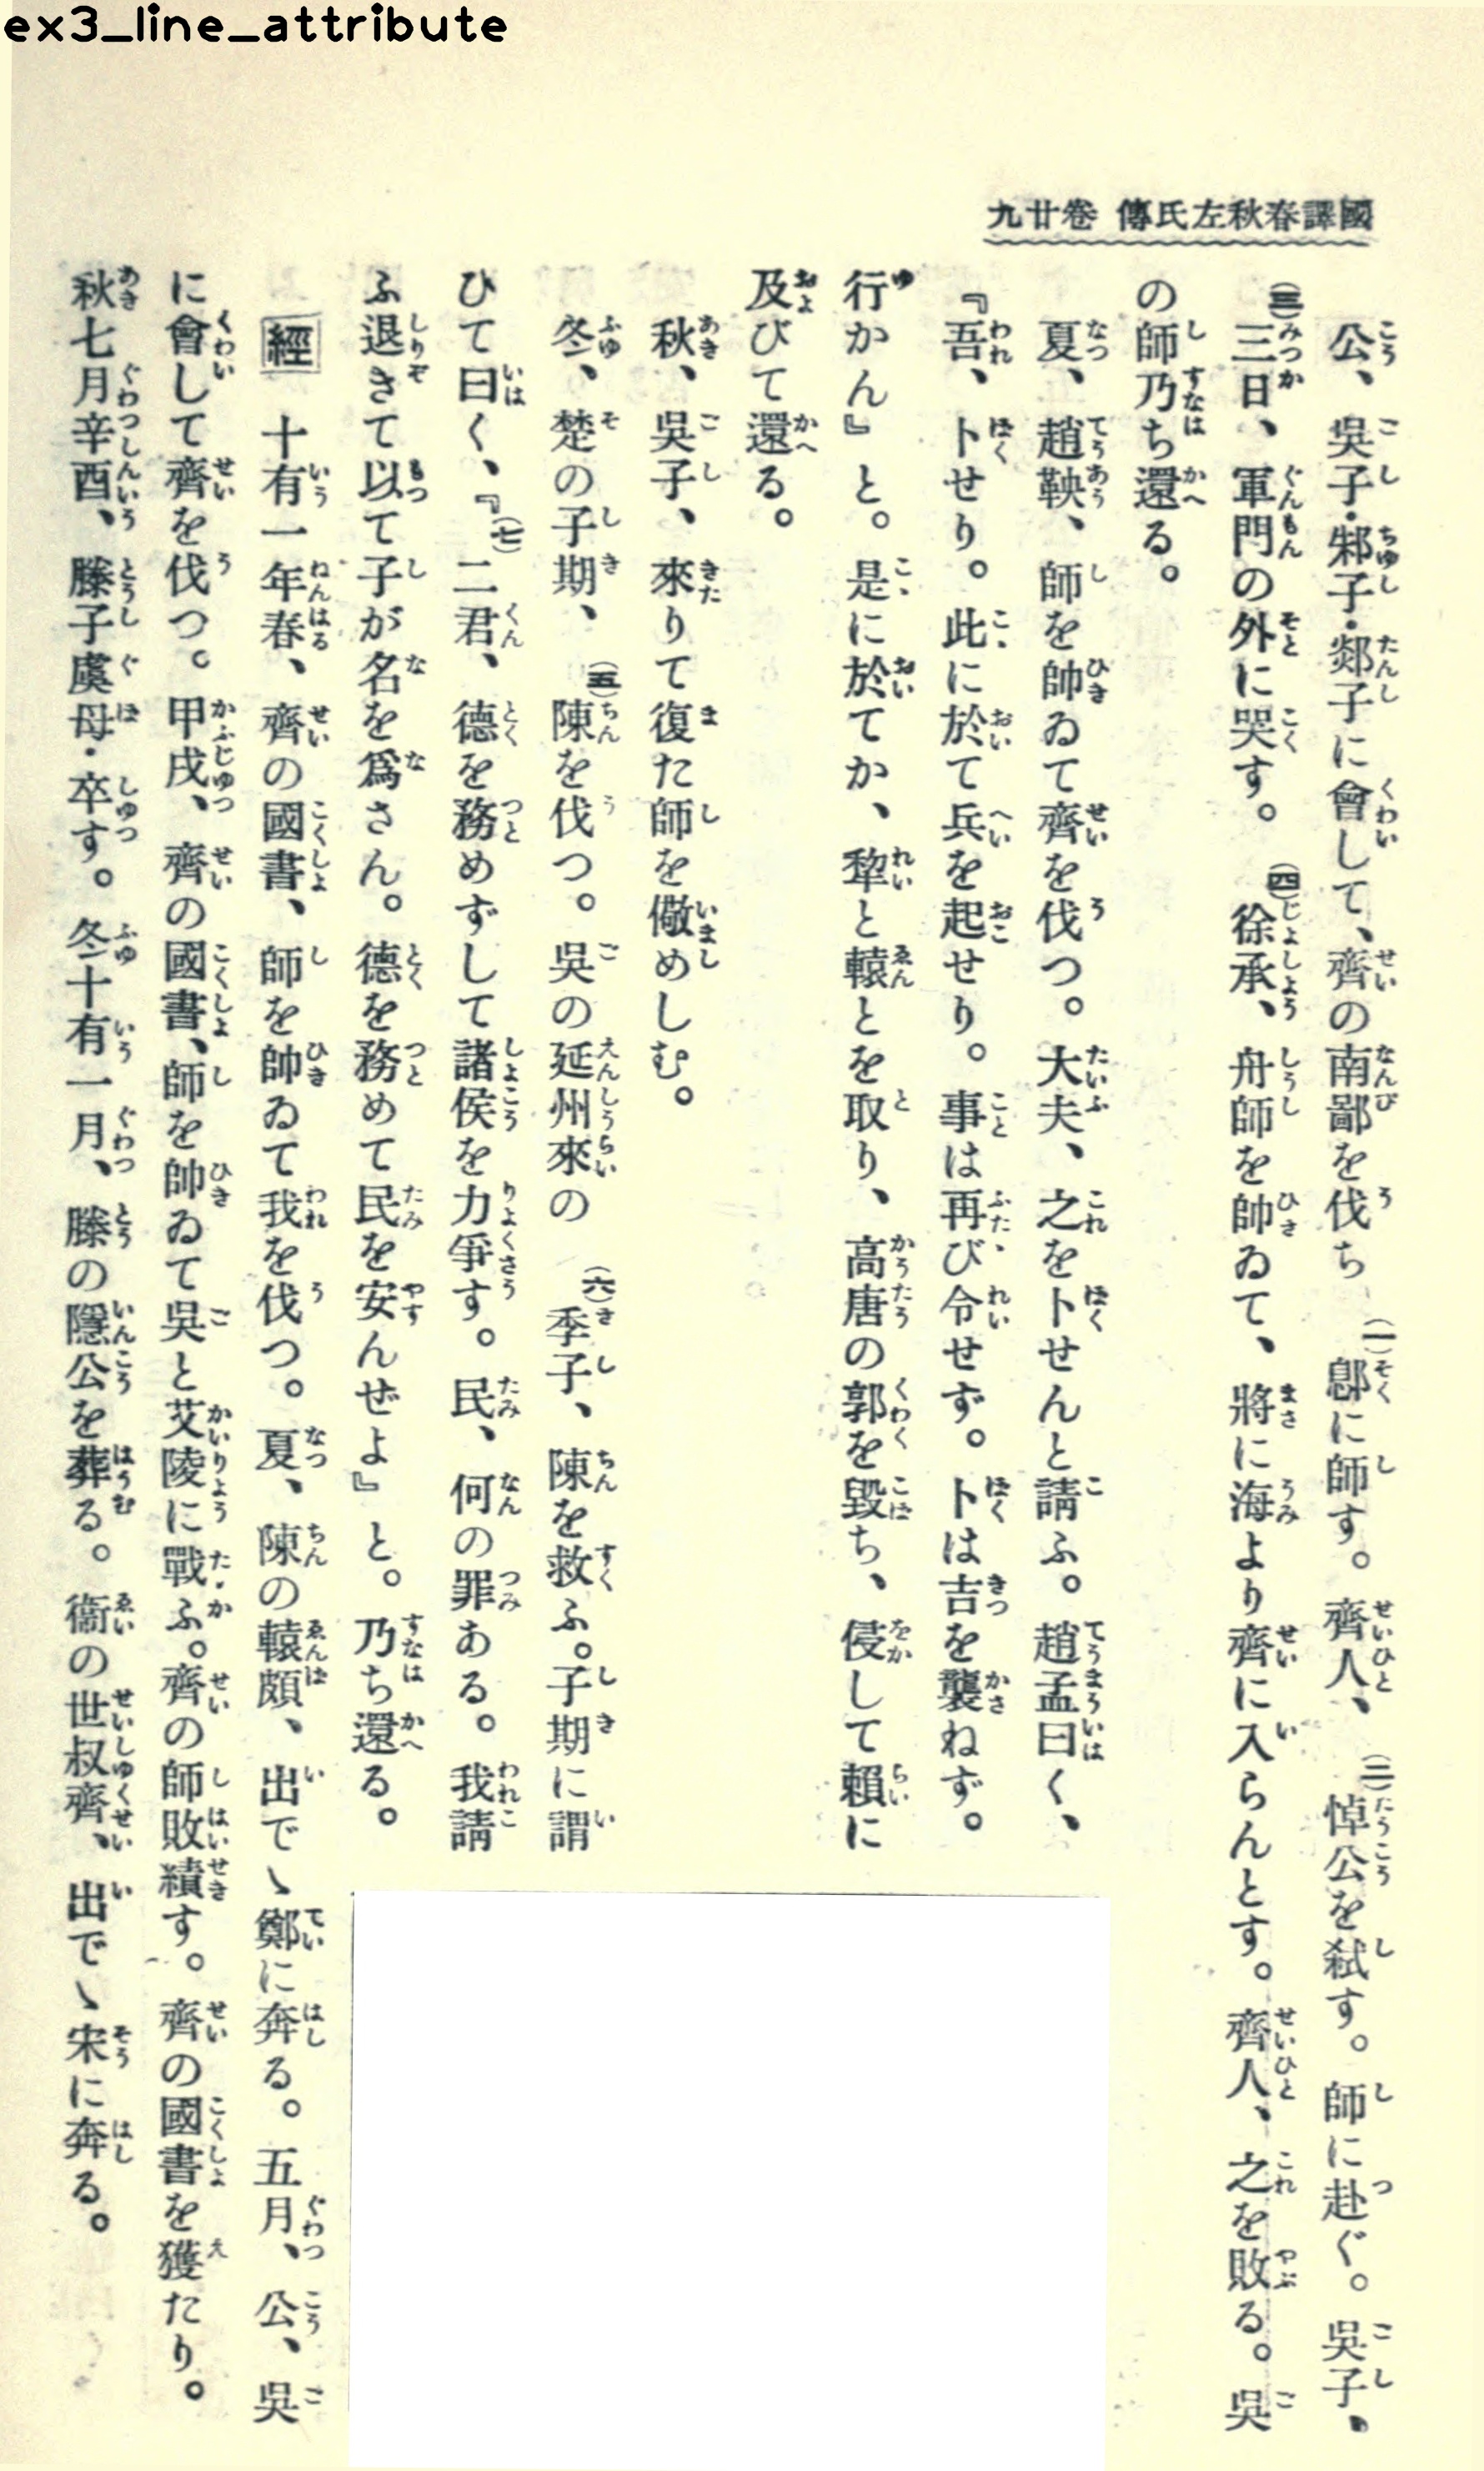 ex3_line_attribute
國譯春秋左氏傳 卷廿九
公、吳子·邾子·郯子に會して、齊の南鄙を伐ち(一)鄎に師す。齊人、(二)悼公を弑す。師に赴ぐ。吳子、
(三)三日、軍門の外に哭す。(四)徐承、舟師を帥ゐて、將に海より齊に入らんとす。齊人、之を敗る。吳
の師乃ち還る。
夏、趙鞅、師を帥ゐて齊を伐つ。大夫、之を卜せんと請ふ。趙孟曰く、
『吾、卜せり。此に於て兵を起せり。事は再び令せず。卜は吉を襲ねず。
行かん』と。是に於てか、犂と轅とを取り、高唐の郭を毀ち、侵して賴に
及びて還る。
秋、吳子、來りて復た師を儆めしむ。
冬、楚の子期、(五)陳を伐つ。吳の延州來の(六)季子、陳を救ふ。子期に謂
ひて曰く、『(七)二君、德を務めずして諸侯を力爭す。民、何の罪ある。我請
ふ退きて以て子が名を爲さん。德を務めて民を安んぜよ』と。乃ち還る。
經 十有一年春、齊の國書、師を帥ゐて我を伐つ。夏、陳の轅頗、出でゝ鄭に奔る。五月、公、吳
に會して齊を伐つ。甲戌、齊の國書、師を帥ゐて吳と艾陵に戰ふ。齊の師敗績す。齊の國書を獲たり。
秋七月辛酉、滕子虞母·卒す。冬十有一月、滕の隱公を葬る。衞の世叔齊、出でゝ宋に奔る。